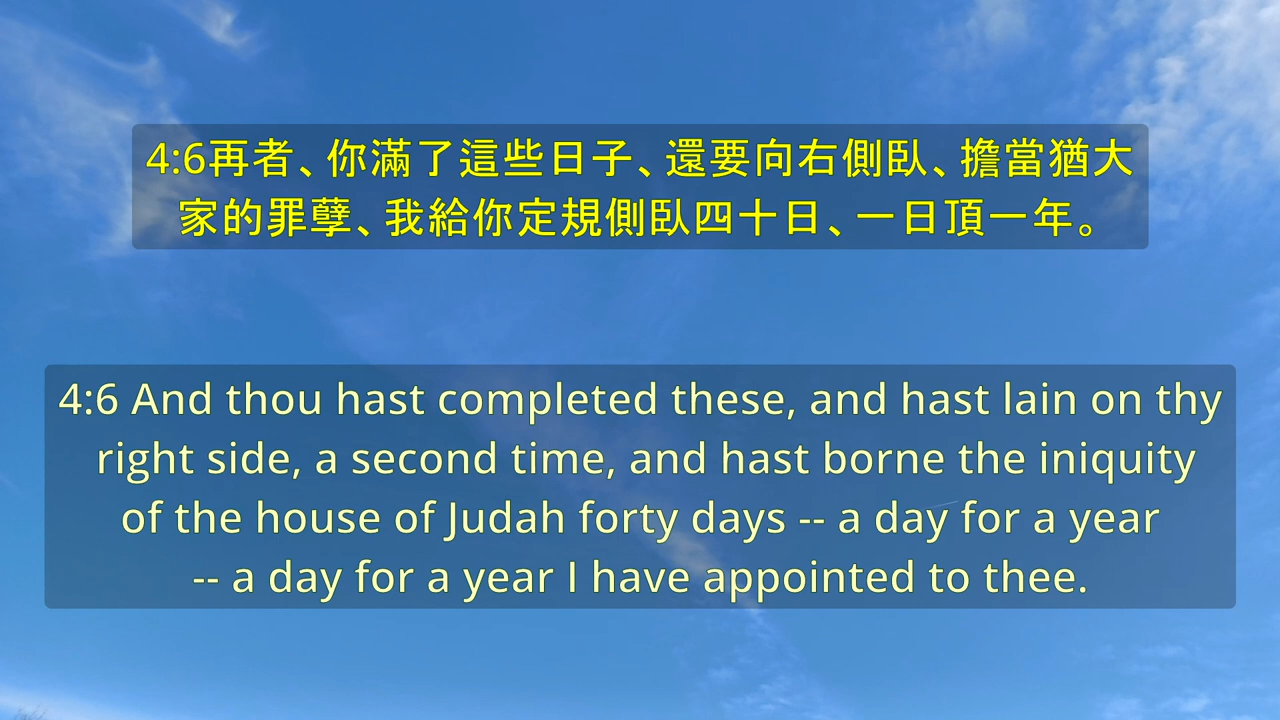 4:6再者、你滿了這些日子、還要向右側臥、擔當猶大
家的罪孽、我給你定規側臥四十日、一日頂一年。
4:6 And thou hast completed these, and hast lain on thy
right side, a second time, and hast borne the iniquity
of the house of Judah forty days -- a day for a year
-- a day for a year I have appointed to thee.